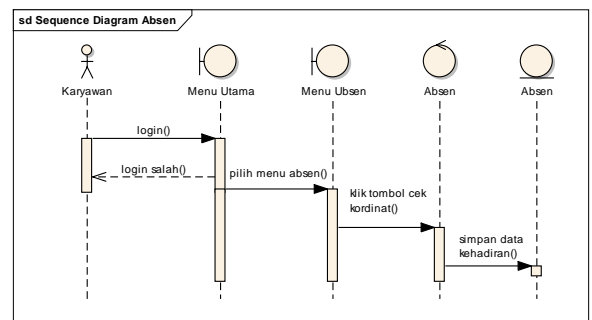 sd Sequence Diagram Absen
Karyawan
Menu Utama
Menu Ubsen
Absen
Absen
login()
login salah()
pilih menu absen()
klik tombol cek
kordinat()
simpan data
kehadiran()